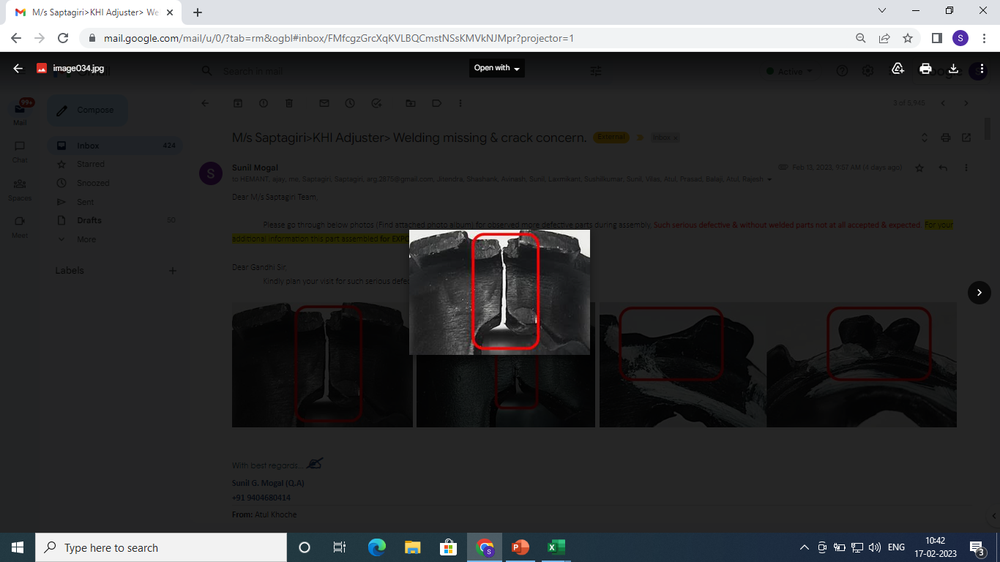 M/s Saptagiri>KHI Adjuster> We
mail.google.com/mail/u/0/?tab=rm&ogbl#inbox/FMfcgzGrcXqKVLBQCmstNSsKMVkNJMpr?projector=1
S
image034.jpg
Open with
Search in mail
Active
99+
Mail
Compose
3 of 5,945
Chat
Inbox 424
Starred
Snoozed
Spaces
Sent
Drafts 50
Meet
More
Labels
M/s Saptagiri>KHI Adjuster> Welding missing & crack concern. External Inbox x
S
Sunil Mogal
Feb 13, 2023, 9:57 AM (4 days ago)
to HEMANT, ajay, me, Saptagiri, Saptagiri, arg.2875@gmail.com, Jitendra, Shashank, Avinash, Sunil, Laxmikant, Sushilkumar, Sunil, Vilas, Atul, Prasad, Balaji, Atul, Rajesh
Dear M/s Saptagiri Team,
Please go through below photos (Find attached photo album) for observed more defective parts during assembly, Such serious defective & without welded parts not at all accepted & expected. For your
additional information this part assembled for EXPO
Dear Gandhi Sir,
Kindly plan your visit for such serious defe
With best regards..
Sunil G. Mogal (Q.A)
+91 9404680414
From: Atul Khoche
Type here to search
S
ENG
10:42
17-02-2023
3